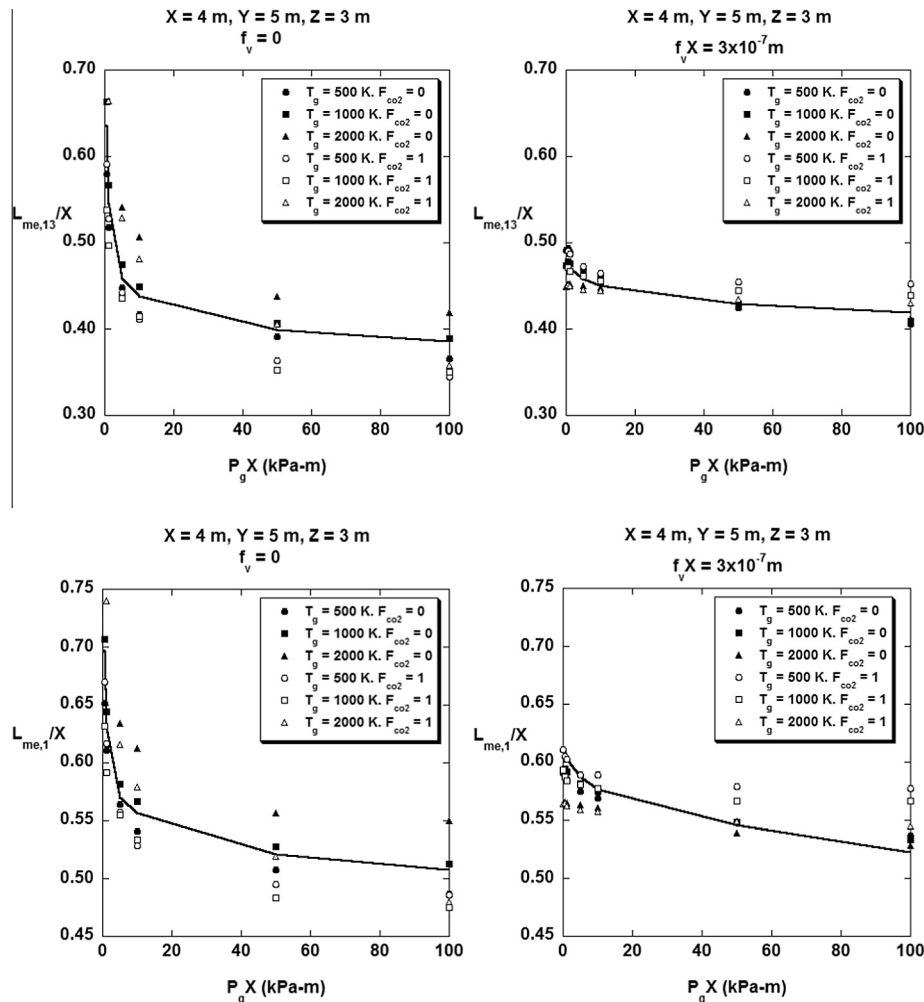 X = 4 m, Y = 5 m, Z = 3 m
f_v = 0
0.70
0.60
0.50
0.40
0.30
L_me,13/X
T_g = 500 K. F_co2 = 0
T_g = 1000 K. F_co2 = 0
T_g = 2000 K. F_co2 = 0
T_g = 500 K. F_co2 = 1
T_g = 1000 K. F_co2 = 1
T_g = 2000 K. F_co2 = 1
0 20 40 60 80 100
P_g X (kPa-m)
X = 4 m, Y = 5 m, Z = 3 m
f_v X = 3x10^-7 m
0.70
0.60
0.50
0.40
0.30
L_me,13/X
T_g = 500 K. F_co2 = 0
T_g = 1000 K. F_co2 = 0
T_g = 2000 K. F_co2 = 0
T_g = 500 K. F_co2 = 1
T_g = 1000 K. F_co2 = 1
T_g = 2000 K. F_co2 = 1
0 20 40 60 80 100
P_g X (kPa-m)
X = 4 m, Y = 5 m, Z = 3 m
f_v = 0
0.75
0.70
0.65
0.60
0.55
0.50
0.45
L_me,1/X
T_g = 500 K. F_co2 = 0
T_g = 1000 K. F_co2 = 0
T_g = 2000 K. F_co2 = 0
T_g = 500 K. F_co2 = 1
T_g = 1000 K. F_co2 = 1
T_g = 2000 K. F_co2 = 1
0 20 40 60 80 100
P_g X (kPa-m)
X = 4 m, Y = 5 m, Z = 3 m
f_v X = 3x10^-7 m
0.75
0.70
0.65
0.60
0.55
0.50
0.45
L_me,1/X
T_g = 500 K. F_co2 = 0
T_g = 1000 K. F_co2 = 0
T_g = 2000 K. F_co2 = 0
T_g = 500 K. F_co2 = 1
T_g = 1000 K. F_co2 = 1
T_g = 2000 K. F_co2 = 1
0 20 40 60 80 100
P_g X (kPa-m)